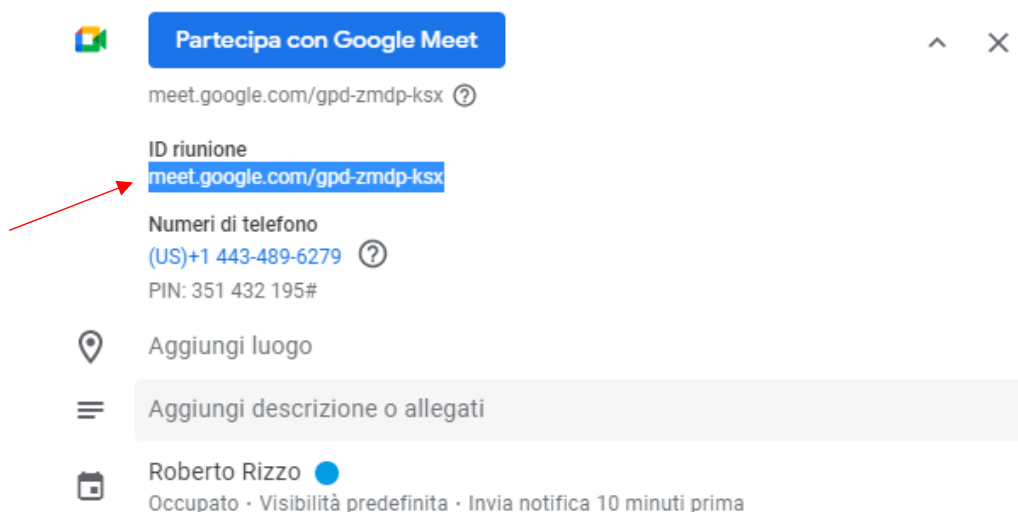 Partecipa con Google Meet
meet.google.com/gpd-zmdp-ksx
ID riunione
meet.google.com/gpd-zmdp-ksx
Numeri di telefono
(US)+1 443-489-6279
PIN: 351 432 195#
Aggiungi luogo
Aggiungi descrizione o allegati
Roberto Rizzo
Occupato · Visibilità predefinita · Invia notifica 10 minuti prima